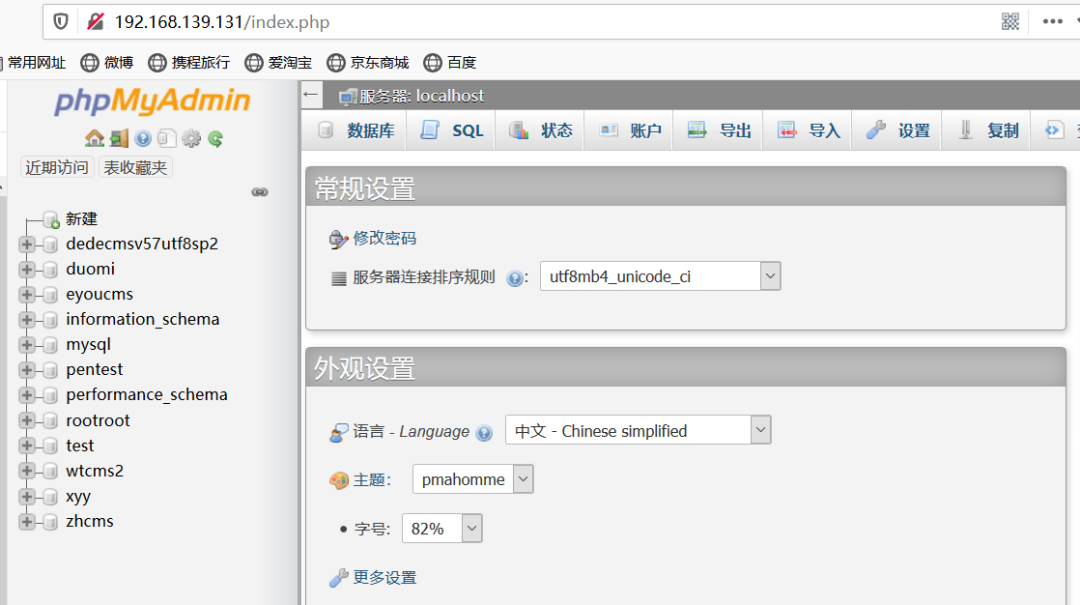 192.168.139.131/index.php
常用网址 微博 携程旅行 爱淘宝 京东商城 百度
phpMyAdmin
近期访问 表收藏夹
新建
dedecmsv57utf8sp2
duomi
eyoucms
information_schema
mysql
pentest
performance_schema
rootroot
test
wtcms2
xyy
zhcms
服务器: localhost
数据库 SQL 状态 账户 导出 导入 设置 复制
常规设置
修改密码
服务器连接排序规则 : utf8mb4_unicode_ci
外观设置
语言 - Language 中文 - Chinese simplified
主题: pmahomme
字号: 82%
更多设置